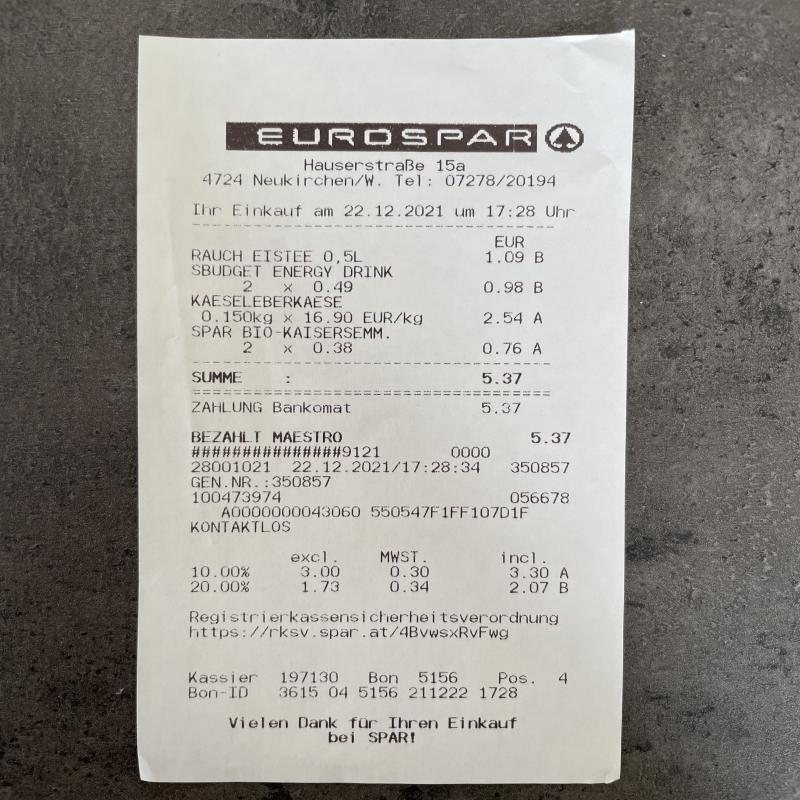 EUROSPAR
Hauserstraße 15a
4724 Neukirchen/W. Tel: 07278/20194
Ihr Einkauf am 22.12.2021 um 17:28 Uhr
EUR
RAUCH EISTEE 0,5L 1.09 B
SBUDGET ENERGY DRINK
2 x 0.49 0.98 B
KAESELEBERKAESE
0.150kg x 16.90 EUR/kg 2.54 A
SPAR BIO-KAISERSEMM.
2 x 0.38 0.76 A
SUMME : 5.37
ZAHLUNG Bankomat 5.37
BEZAHLT MAESTRO 5.37
###############9121 0000
28001021 22.12.2021/17:28:34 350857
GEN.NR.:350857
100473974 056678
A0000000043060 550547F1FF107D1F
KONTAKTLOS
excl. MWST. incl.
10.00% 3.00 0.30 3.30 A
20.00% 1.73 0.34 2.07 B
Registrierkassensicherheitsverordnung
https://rksv.spar.at/4BvwsxRvFwg
Kassier 197130 Bon 5156 Pos. 4
Bon-ID 3615 04 5156 211222 1728
Vielen Dank für Ihren Einkauf
bei SPAR!